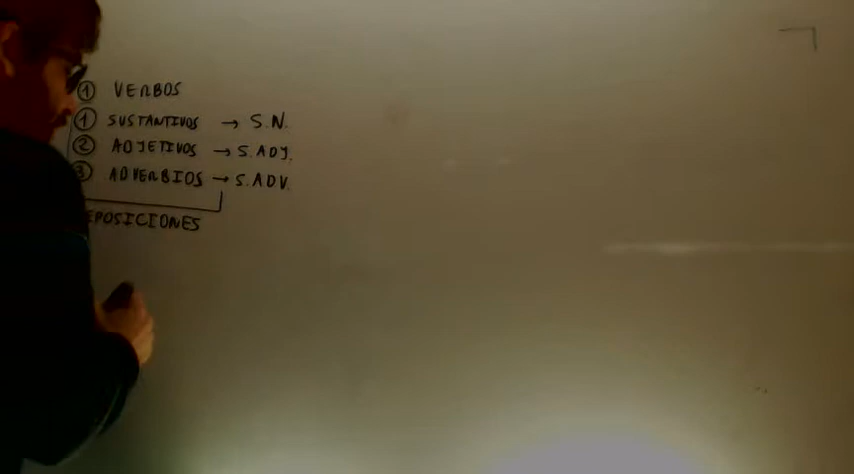 ① VERBOS
① SUSTANTIVOS → S.N.
② ADJETIVOS → S.ADJ.
③ ADVERBIOS → S.ADV.
EPOSICIONES